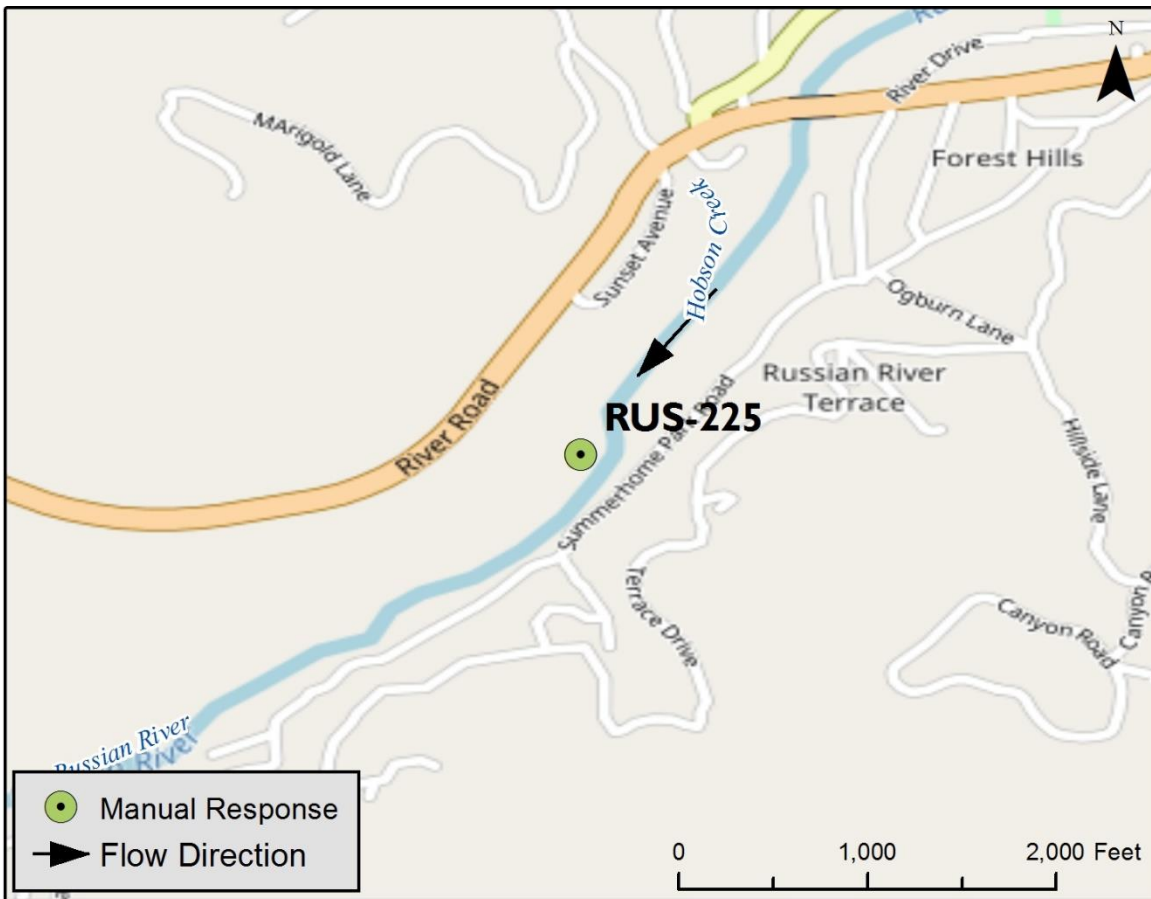 N
River Drive
MArigold Lane
Forest Hills
Hobson Creek
Sunset Avenue
Ogburn Lane
Russian River
Terrace
RUS-225
River Road
Summerhome Park Road
Hillside Lane
Terrace Drive
Canyon Road
Canyon
Russian River
River
Manual Response
Flow Direction
0 1,000 2,000 Feet